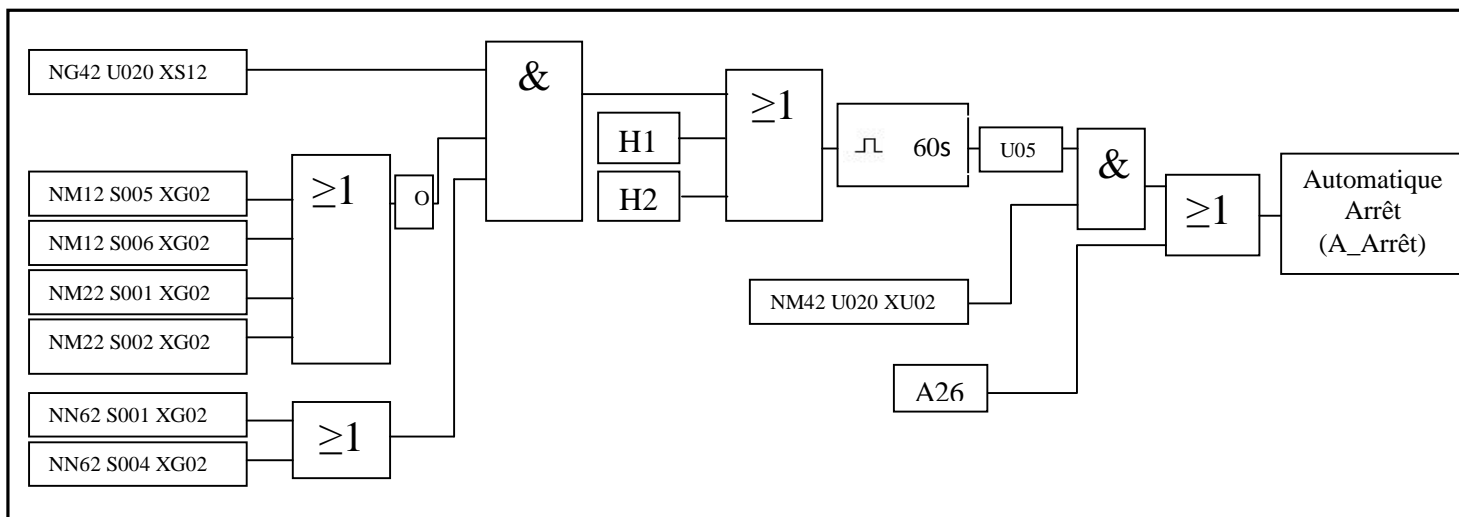 NG42 U020 XS12
&
≥1
H1
H2
60s
U05
&
≥1
Automatique
Arrêt
(A_Arrêt)
NM12 S005 XG02
NM12 S006 XG02
NM22 S001 XG02
NM22 S002 XG02
≥1
O
NM42 U020 XU02
A26
NN62 S001 XG02
NN62 S004 XG02
≥1